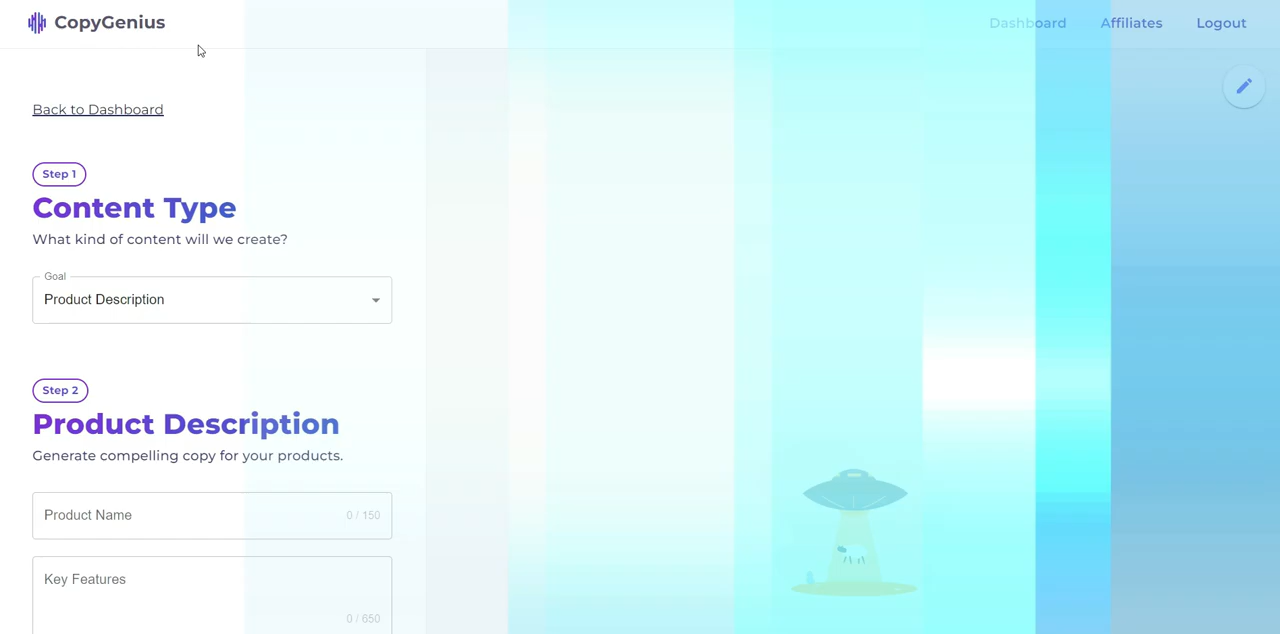 CopyGenius
Dashboard
Affiliates
Logout
Back to Dashboard
Step 1
Content Type
What kind of content will we create?
Goal
Product Description
Step 2
Product Description
Generate compelling copy for your products.
Product Name
0 / 150
Key Features
0 / 650